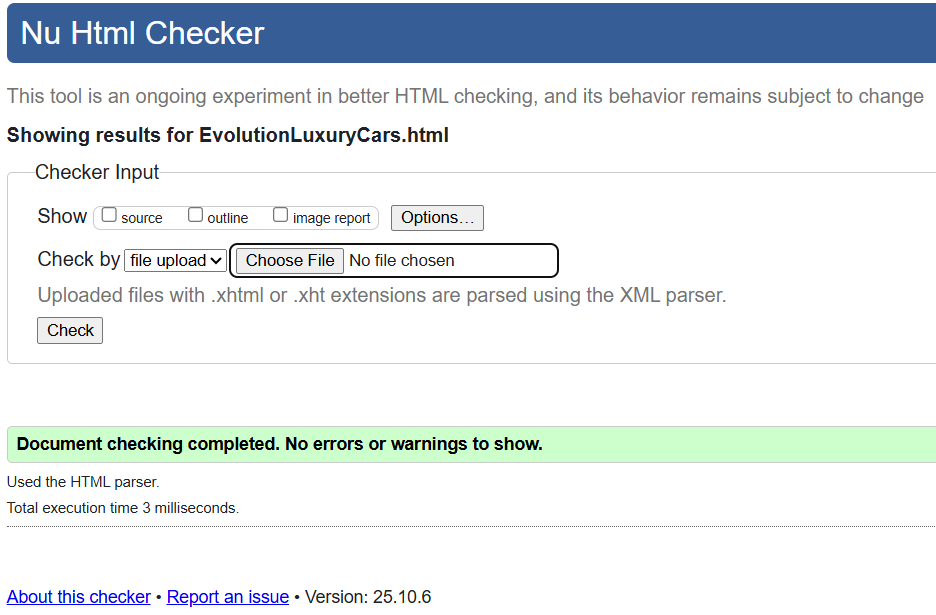 Nu Html Checker
This tool is an ongoing experiment in better HTML checking, and its behavior remains subject to change
Showing results for EvolutionLuxuryCars.html
Checker Input
Show source outline image report Options...
Check by file upload Choose File No file chosen
Uploaded files with .xhtml or .xht extensions are parsed using the XML parser.
Check
Document checking completed. No errors or warnings to show.
Used the HTML parser.
Total execution time 3 milliseconds.
About this checker • Report an issue • Version: 25.10.6